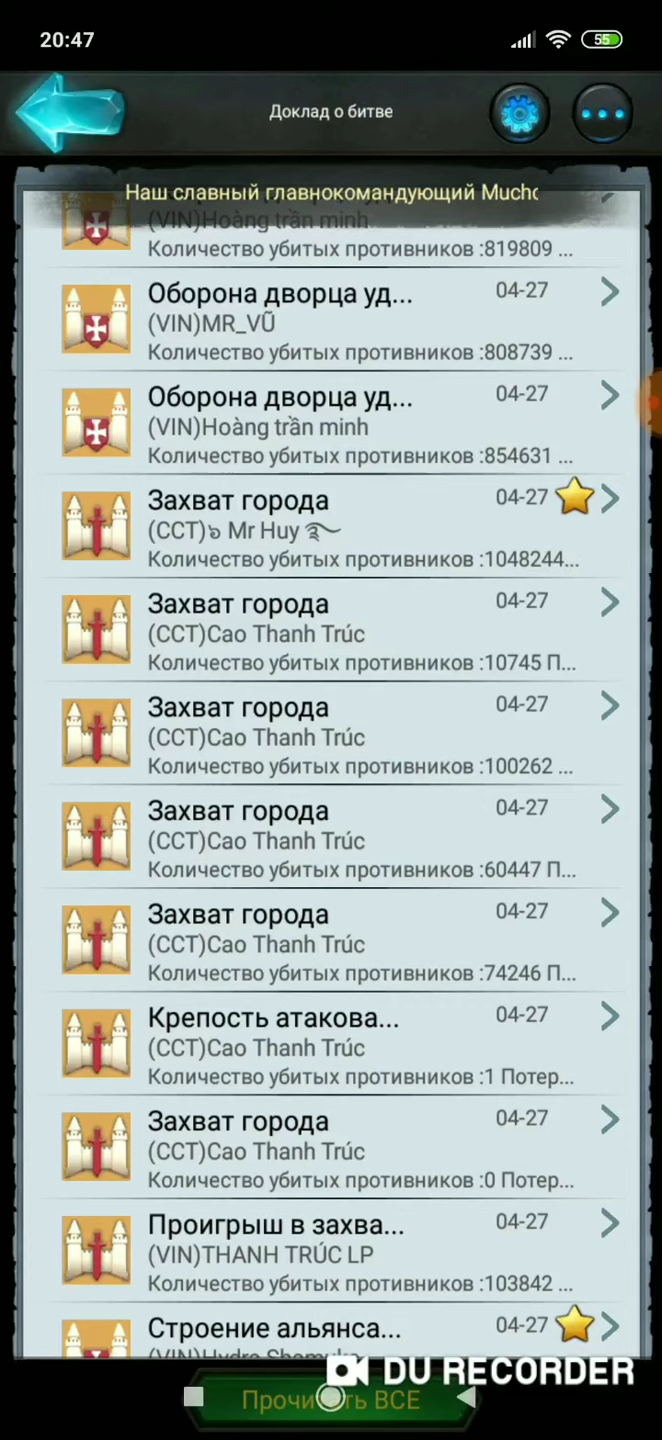 20:47
55
Доклад о битве
Наш славный главнокомандующий Mucho
(VIN)Hoàng trần minh
Количество убитых противников :819809 ...
Оборона дворца уд...
04-27
(VIN)MR_VŨ
Количество убитых противников :808739 ...
Оборона дворца уд...
04-27
(VIN)Hoàng trần minh
Количество убитых противников :854631 ...
Захват города
04-27
(CCT)ঌ Mr Huy ࿐
Количество убитых противников :1048244...
Захват города
04-27
(CCT)Cao Thanh Trúc
Количество убитых противников :10745 П...
Захват города
04-27
(CCT)Cao Thanh Trúc
Количество убитых противников :100262 ...
Захват города
04-27
(CCT)Cao Thanh Trúc
Количество убитых противников :60447 П...
Захват города
04-27
(CCT)Cao Thanh Trúc
Количество убитых противников :74246 П...
Крепость атакова...
04-27
(CCT)Cao Thanh Trúc
Количество убитых противников :1 Потер...
Захват города
04-27
(CCT)Cao Thanh Trúc
Количество убитых противников :0 Потер...
Проигрыш в захва...
04-27
(VIN)THANH TRÚC LP
Количество убитых противников :103842 ...
Строение альянса...
04-27
DU RECORDER
Прочитать ВСЕ